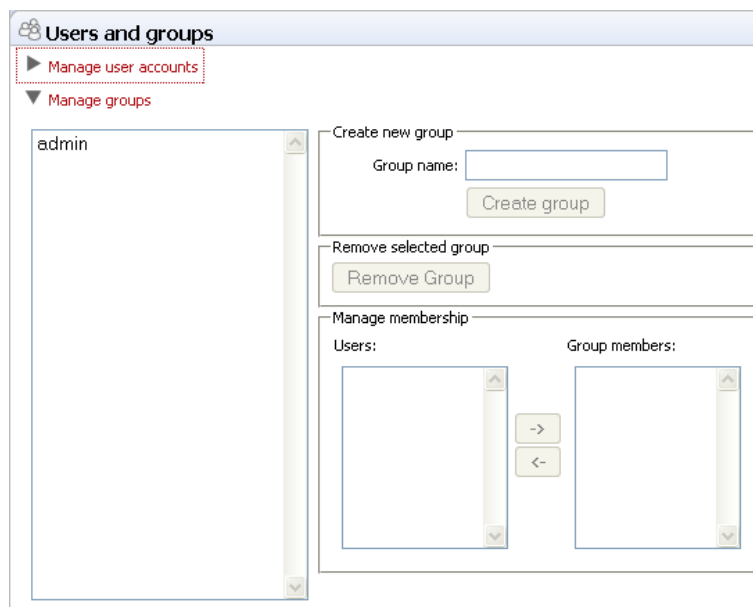 Users and groups
Manage user accounts
Manage groups
admin
Create new group
Group name:
Create group
Remove selected group
Remove Group
Manage membership
Users:
Group members:
->
<-